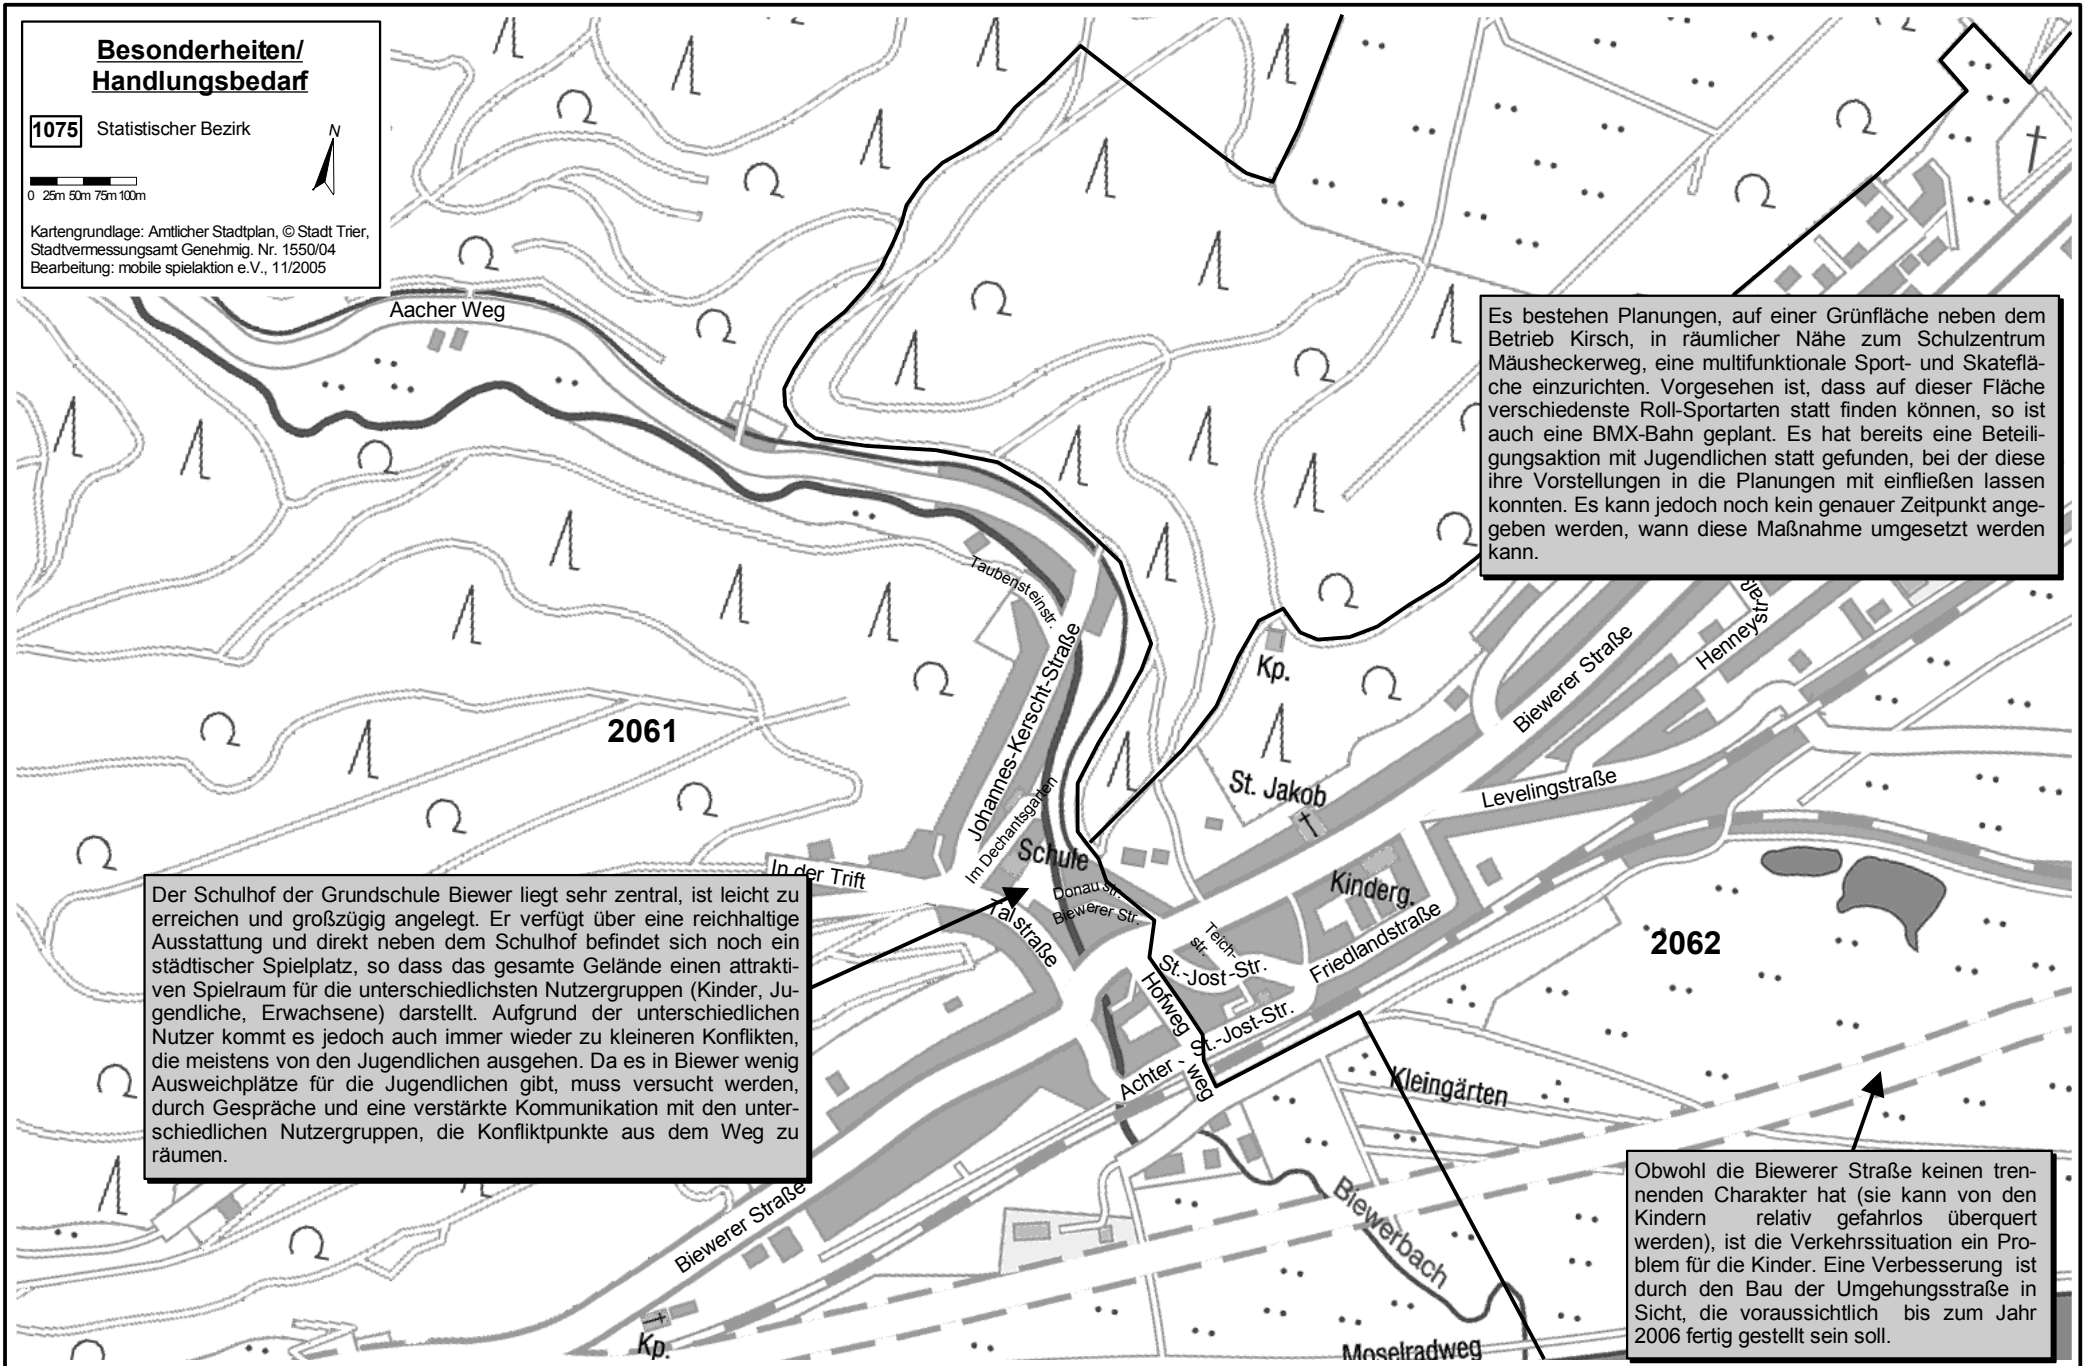 Besonderheiten/
Handlungsbedarf
1075 Statistischer Bezirk
N
0 25m 50m 75m 100m
Kartengrundlage: Amtlicher Stadtplan, © Stadt Trier,
Stadtvermessungsamt Genehmig. Nr. 1550/04
Bearbeitung: mobile spielaktion e.V., 11/2005
Aacher Weg
Es bestehen Planungen, auf einer Grünfläche neben dem
Betrieb Kirsch, in räumlicher Nähe zum Schulzentrum
Mäusheckerweg, eine multifunktionale Sport- und Skateflä-
che einzurichten. Vorgesehen ist, dass auf dieser Fläche
verschiedenste Roll-Sportarten statt finden können, so ist
auch eine BMX-Bahn geplant. Es hat bereits eine Beteili-
gungsaktion mit Jugendlichen statt gefunden, bei der diese
ihre Vorstellungen in die Planungen mit einfließen lassen
konnten. Es kann jedoch noch kein genauer Zeitpunkt ange-
geben werden, wann diese Maßnahme umgesetzt werden
kann.
Taubensteinstr.
Johannes-Kerscht-Straße
Kp.
Biewerer Straße
Henneystraß
2061
St. Jakob
Levelingstraße
Im Dechantsgarten
Schule
In der Trift
Donaustr.
Biewerer Str.
Kinderg.
Talstraße
Teich-
str.
St.-Jost-Str.
Friedlandstraße
2062
Hofweg
St.-Jost-Str.
Achter-
weg
Kleingärten
Der Schulhof der Grundschule Biewer liegt sehr zentral, ist leicht zu
erreichen und großzügig angelegt. Er verfügt über eine reichhaltige
Ausstattung und direkt neben dem Schulhof befindet sich noch ein
städtischer Spielplatz, so dass das gesamte Gelände einen attrakti-
ven Spielraum für die unterschiedlichsten Nutzergruppen (Kinder, Ju-
gendliche, Erwachsene) darstellt. Aufgrund der unterschiedlichen
Nutzer kommt es jedoch auch immer wieder zu kleineren Konflikten,
die meistens von den Jugendlichen ausgehen. Da es in Biewer wenig
Ausweichplätze für die Jugendlichen gibt, muss versucht werden,
durch Gespräche und eine verstärkte Kommunikation mit den unter-
schiedlichen Nutzergruppen, die Konfliktpunkte aus dem Weg zu
räumen.
Biewerer Straße
Biewerbach
Obwohl die Biewerer Straße keinen tren-
nenden Charakter hat (sie kann von den
Kindern relativ gefahrlos überquert
werden), ist die Verkehrssituation ein Pro-
blem für die Kinder. Eine Verbesserung ist
durch den Bau der Umgehungsstraße in
Sicht, die voraussichtlich bis zum Jahr
2006 fertig gestellt sein soll.
Kp.
Moselradweg